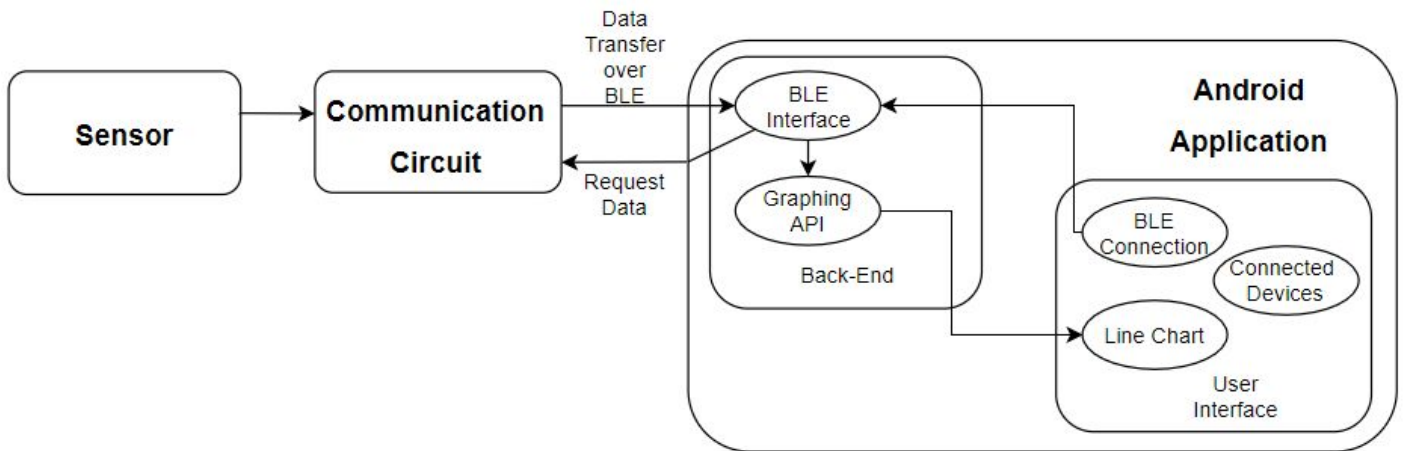 Sensor
Communication
Circuit
Data
Transfer
over
BLE
Request
Data
BLE
Interface
Graphing
API
Back-End
Android
Application
BLE
Connection
Connected
Devices
Line Chart
User
Interface